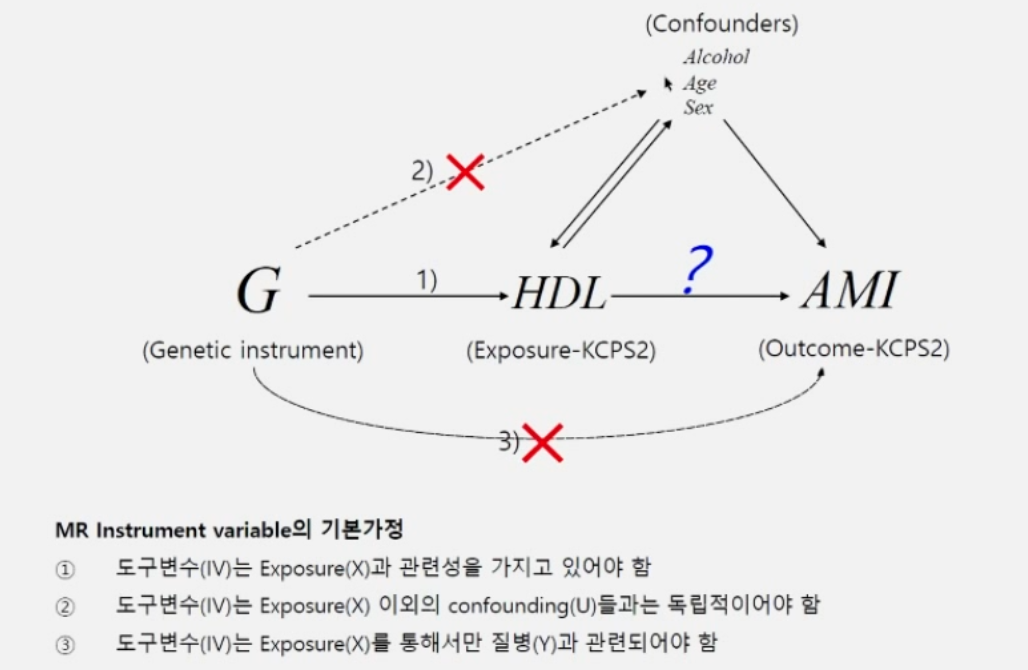 (Confounders)
Alcohol
Age
Sex
2)
G
1)
HDL
?
AMI
(Genetic instrument)
(Exposure-KCPS2)
(Outcome-KCPS2)
3)
MR Instrument variable의 기본가정
① 도구변수(IV)는 Exposure(X)과 관련성을 가지고 있어야 함
② 도구변수(IV)는 Exposure(X) 이외의 confounding(U)들과는 독립적이어야 함
③ 도구변수(IV)는 Exposure(X)를 통해서만 질병(Y)과 관련되어야 함